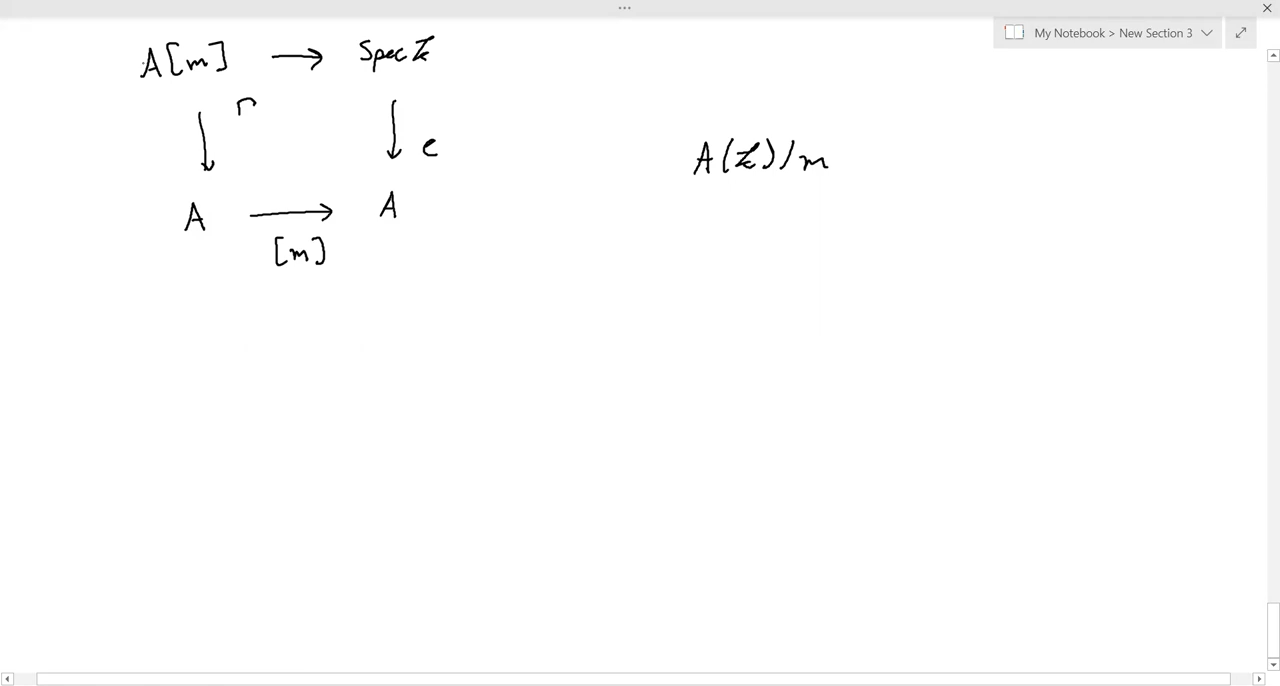 My Notebook > New Section 3
A[m] → Spec k
⌜
↓ ↓ e
A(k)/m
A → A
[m]